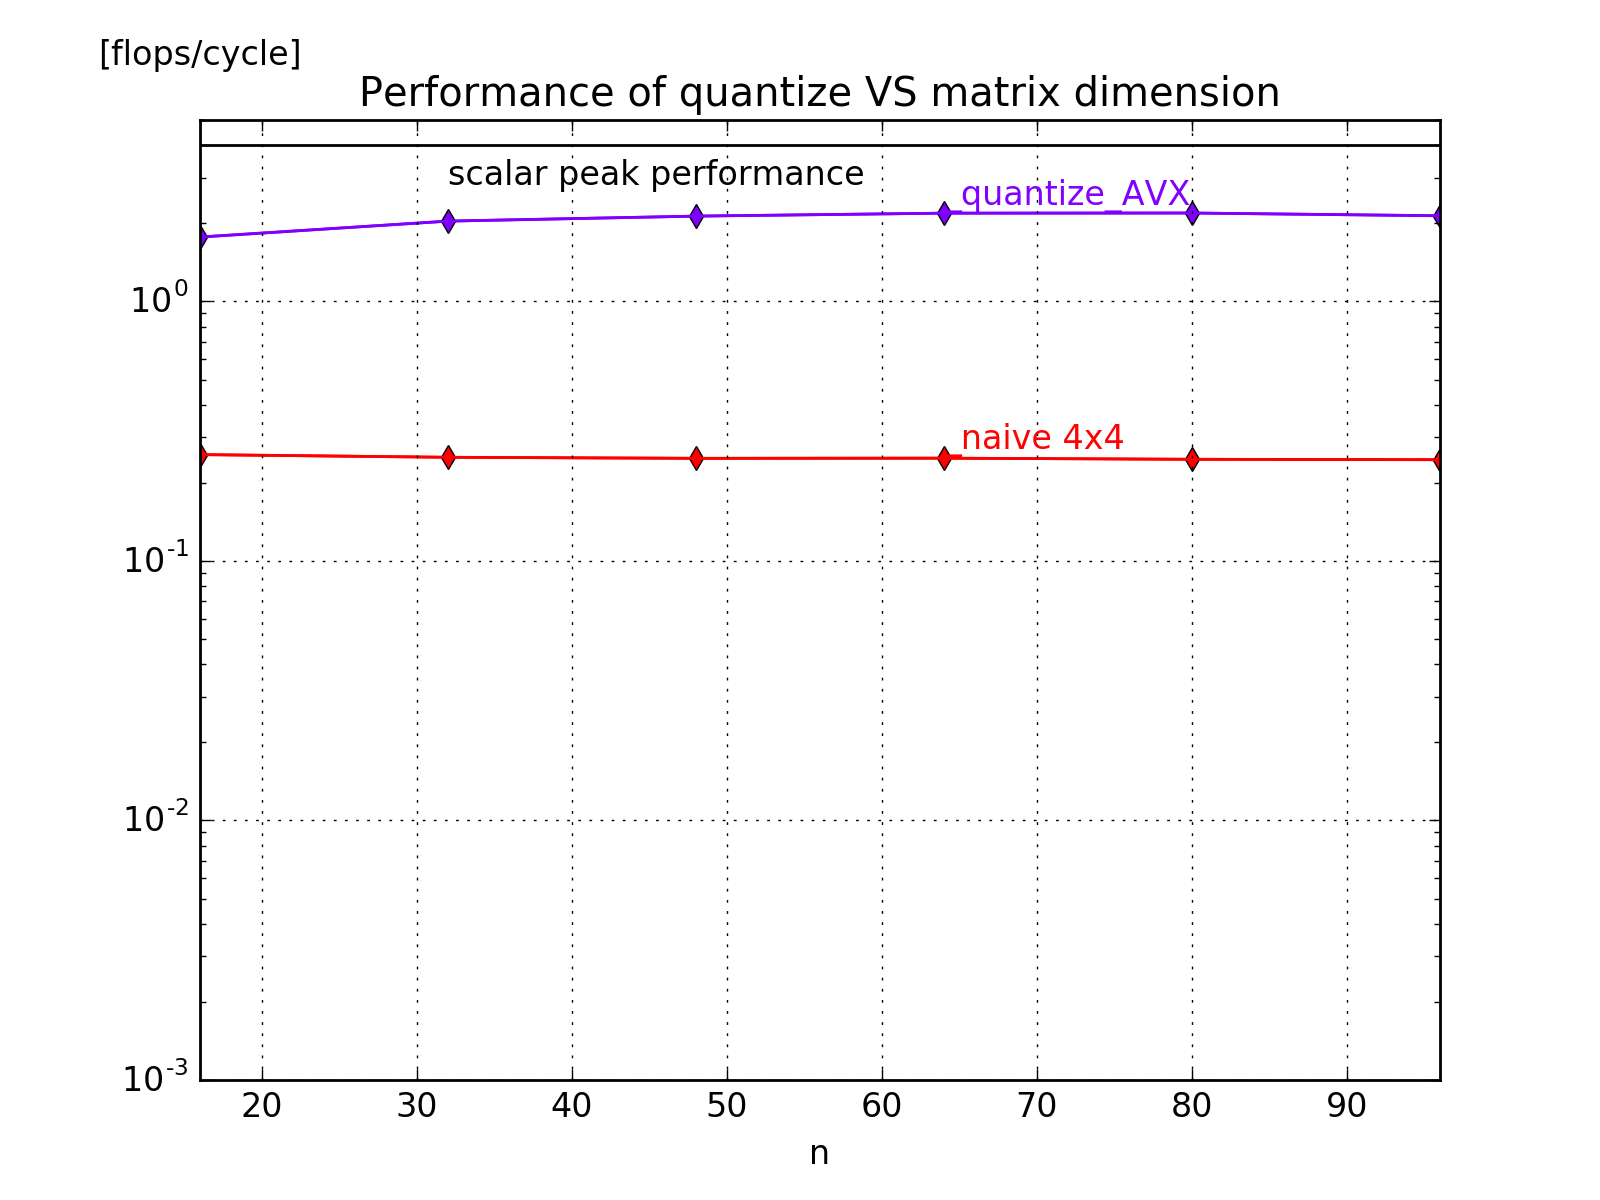 [flops/cycle]
Performance of quantize VS matrix dimension
scalar peak performance
quantize_AVX
10^0
naive 4x4
10^-1
10^-2
10^-3
20 30 40 50 60 70 80 90
n